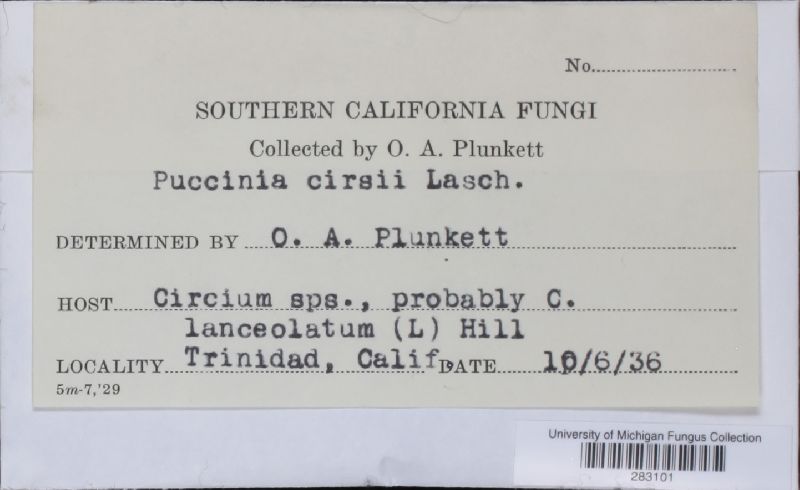 No.
SOUTHERN CALIFORNIA FUNGI
Collected by O. A. Plunkett
Puccinia cirsii Lasch.
DETERMINED BY O. A. Plunkett
HOST Circium sps., probably C.
lanceolatum (L) Hill
LOCALITY Trinidad, Calif. DATE 10/6/36
5m-7,'29
University of Michigan Fungus Collection
283101